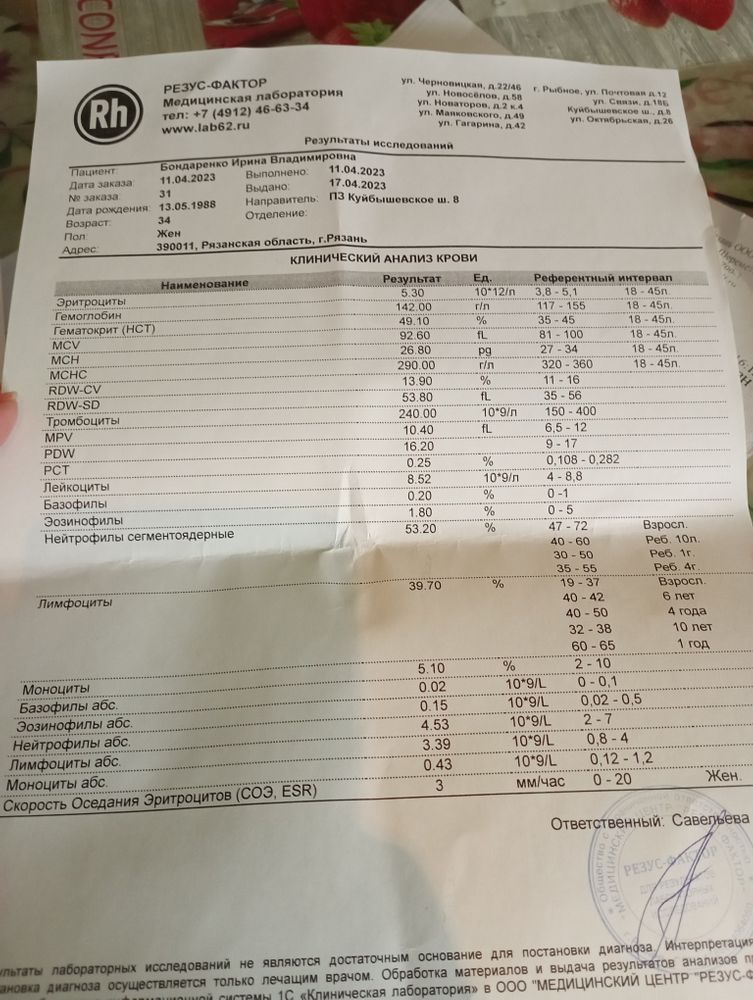 Rh
РЕЗУС-ФАКТОР
Медицинская лаборатория
тел: +7 (4912) 46-63-34
www.lab62.ru
ул. Черновицкая, д.22/46
ул. Новосёлов, д.58
ул. Новаторов, д.2 к.4
ул. Маяковского, д.49
ул. Гагарина, д.42
г. Рыбное, ул. Почтовая д.12
ул. Связи, д.18Б
Куйбышевское ш., д.8
ул. Октябрьская, д.26
Результаты исследований
Пациент: Бондаренко Ирина Владимировна
Дата заказа: 11.04.2023 Выполнено: 11.04.2023
№ заказа: 31 Выдано: 17.04.2023
Дата рождения: 13.05.1988 Направитель: ПЗ Куйбышевское ш. 8
Возраст: 34 Отделение:
Пол Жен
Адрес: 390011, Рязанская область, г.Рязань
КЛИНИЧЕСКИЙ АНАЛИЗ КРОВИ
Наименование Результат Ед. Референтный интервал
Эритроциты 5.30 10*12/л 3,8 - 5,1 18 - 45л.
Гемоглобин 142.00 г/л 117 - 155 18 - 45л.
Гематокрит (HCT) 49.10 % 35 - 45 18 - 45л.
MCV 92.60 fL 81 - 100 18 - 45л.
MCH 26.80 pg 27 - 34 18 - 45л.
MCHC 290.00 г/л 320 - 360 18 - 45л.
RDW-CV 13.90 % 11 - 16
RDW-SD 53.80 fL 35 - 56
Тромбоциты 240.00 10*9/л 150 - 400
MPV 10.40 fL 6,5 - 12
PDW 16.20 9 - 17
PCT 0.25 % 0,108 - 0,282
Лейкоциты 8.52 10*9/л 4 - 8,8
Базофилы 0.20 % 0 -1
Эозинофилы 1.80 % 0 - 5
Нейтрофилы сегментоядерные 53.20 % 47 - 72 Взросл.
40 - 60 Реб. 10л.
30 - 50 Реб. 1г.
35 - 55 Реб. 4г.
Лимфоциты 39.70 % 19 - 37 Взросл.
40 - 42 6 лет
40 - 50 4 года
32 - 38 10 лет
60 - 65 1 год
Моноциты 5.10 % 2 - 10
Базофилы абс. 0.02 10*9/L 0 - 0,1
Эозинофилы абс. 0.15 10*9/L 0,02 - 0,5
Нейтрофилы абс. 4.53 10*9/L 2 - 7
Лимфоциты абс. 3.39 10*9/L 0,8 - 4
Моноциты абс. 0.43 10*9/L 0,12 - 1,2
Скорость Оседания Эритроцитов (СОЭ, ESR) 3 мм/час 0 - 20 Жен.
Ответственный: Савельева
РЕЗУС-ФАКТОР
лабораторных исследований не являются достаточным основание для постановки диагноза. Интерпретация
диагноза осуществляется только лечащим врачом. Обработка материалов и выдача результатов анализов
системы 1С «Клиническая лаборатория» в ООО "МЕДИЦИНСКИЙ ЦЕНТР "РЕЗУС-